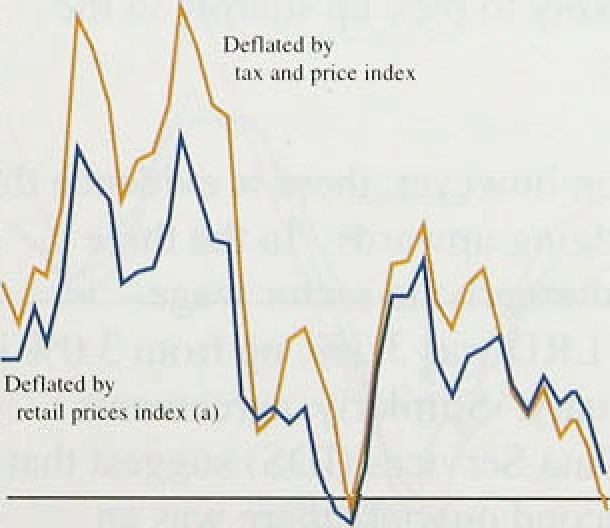 Deflated by
tax and price index
Deflated by
retail prices index (a)